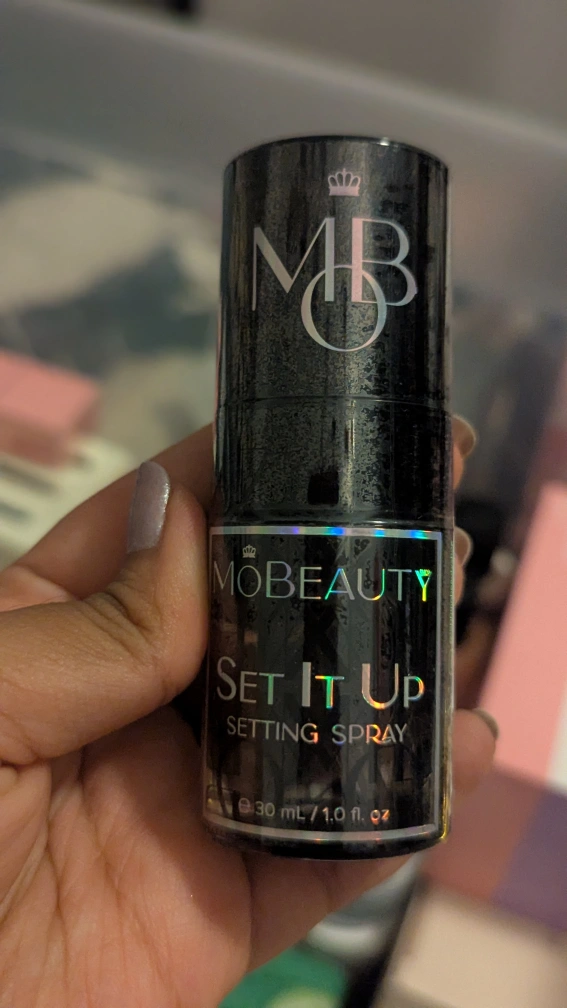 MOB
MOBEAUTY
SET IT UP
SETTING SPRAY
℮30 mL / 1.0 fl. oz